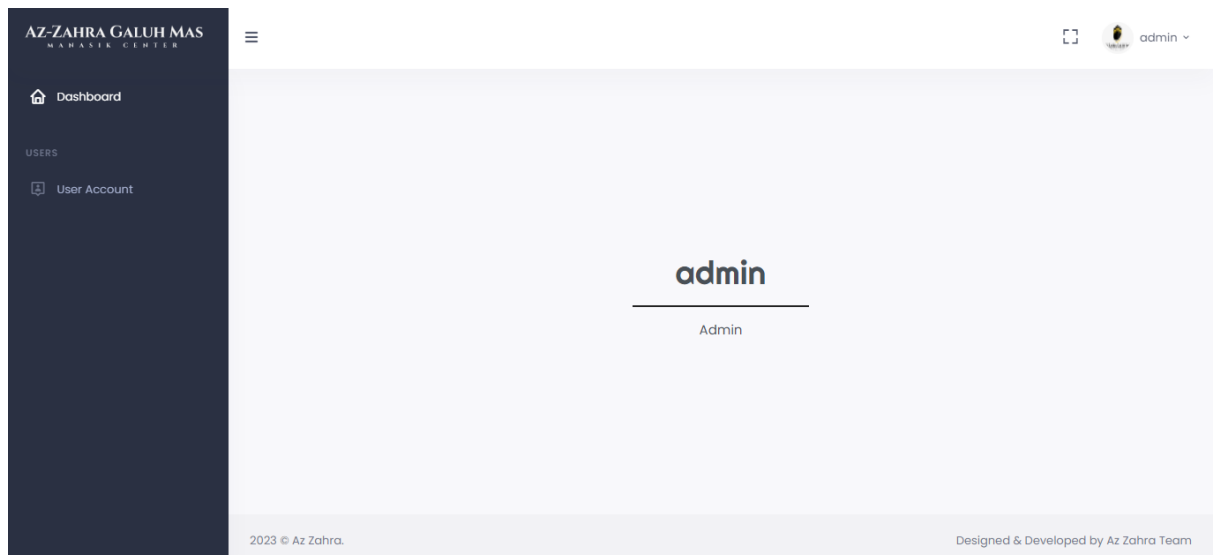 AZ-ZAHRA GALUH MAS
MANASIK CENTER
admin
Dashboard
USERS
User Account
admin
Admin
2023 © Az Zahra.
Designed & Developed by Az Zahra Team